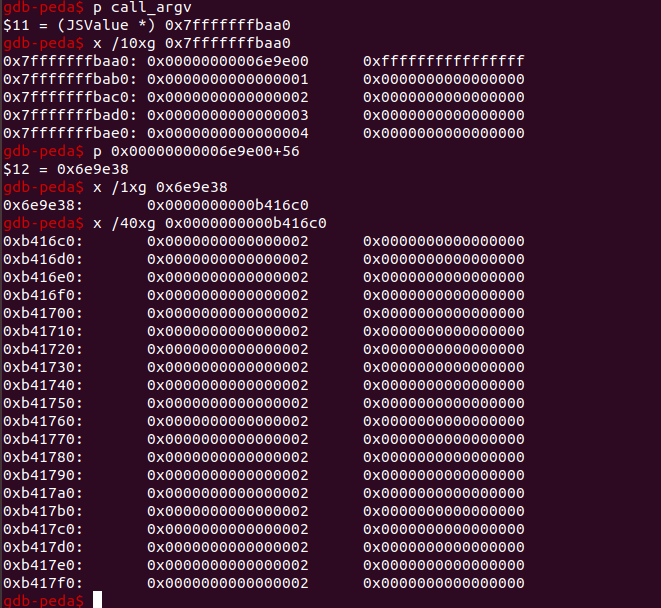 gdb-peda$ p call_argv
$11 = (JSValue *) 0x7fffffffbaa0
gdb-peda$ x /10xg 0x7fffffffbaa0
0x7fffffffbaa0: 0x00000000006e9e00 0xffffffffffffffff
0x7fffffffbab0: 0x0000000000000001 0x0000000000000000
0x7fffffffbac0: 0x0000000000000002 0x0000000000000000
0x7fffffffbad0: 0x0000000000000003 0x0000000000000000
0x7fffffffbae0: 0x0000000000000004 0x0000000000000000
gdb-peda$ p 0x00000000006e9e00+56
$12 = 0x6e9e38
gdb-peda$ x /1xg 0x6e9e38
0x6e9e38: 0x0000000000b416c0
gdb-peda$ x /40xg 0x0000000000b416c0
0xb416c0: 0x0000000000000002 0x0000000000000000
0xb416d0: 0x0000000000000002 0x0000000000000000
0xb416e0: 0x0000000000000002 0x0000000000000000
0xb416f0: 0x0000000000000002 0x0000000000000000
0xb41700: 0x0000000000000002 0x0000000000000000
0xb41710: 0x0000000000000002 0x0000000000000000
0xb41720: 0x0000000000000002 0x0000000000000000
0xb41730: 0x0000000000000002 0x0000000000000000
0xb41740: 0x0000000000000002 0x0000000000000000
0xb41750: 0x0000000000000002 0x0000000000000000
0xb41760: 0x0000000000000002 0x0000000000000000
0xb41770: 0x0000000000000002 0x0000000000000000
0xb41780: 0x0000000000000002 0x0000000000000000
0xb41790: 0x0000000000000002 0x0000000000000000
0xb417a0: 0x0000000000000002 0x0000000000000000
0xb417b0: 0x0000000000000002 0x0000000000000000
0xb417c0: 0x0000000000000002 0x0000000000000000
0xb417d0: 0x0000000000000002 0x0000000000000000
0xb417e0: 0x0000000000000002 0x0000000000000000
0xb417f0: 0x0000000000000002 0x0000000000000000
gdb-peda$